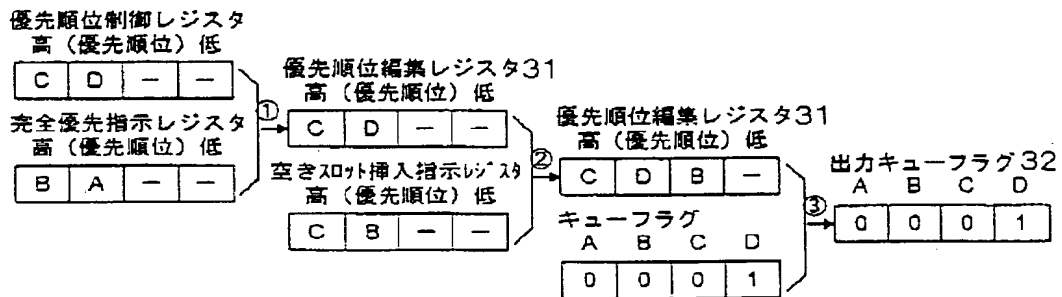 優先順位制御レジスタ
高（優先順位）低
C D － －
完全優先指示レジスタ
高（優先順位）低
B A － －
①
優先順位編集レジスタ31
高（優先順位）低
C D － －
空きスロット挿入指示レジスタ
高（優先順位）低
C B － －
②
優先順位編集レジスタ31
高（優先順位）低
C D B －
キューフラグ
A B C D
0 0 0 1
③
出力キューフラグ32
A B C D
0 0 0 1